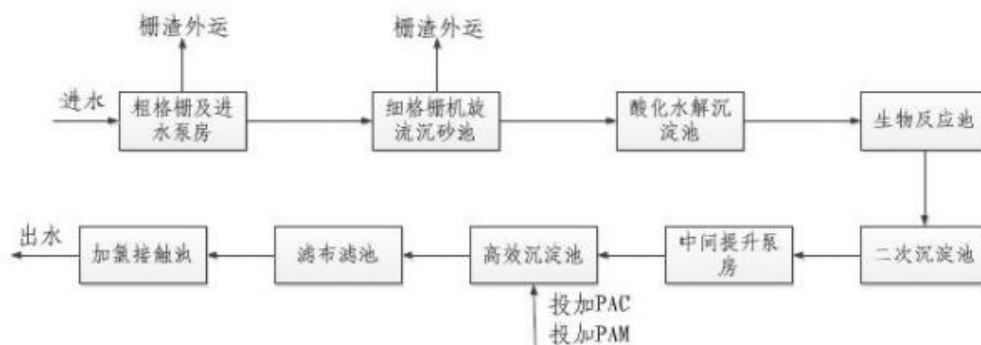 栅渣外运
栅渣外运
进水
粗格栅及进
水泵房
细格栅机旋
流沉砂池
酸化水解沉
淀池
生物反应池
出水
加氯接触池
滤布滤池
高效沉淀池
中间提升泵
房
二次沉淀池
投加PAC
投加PAM